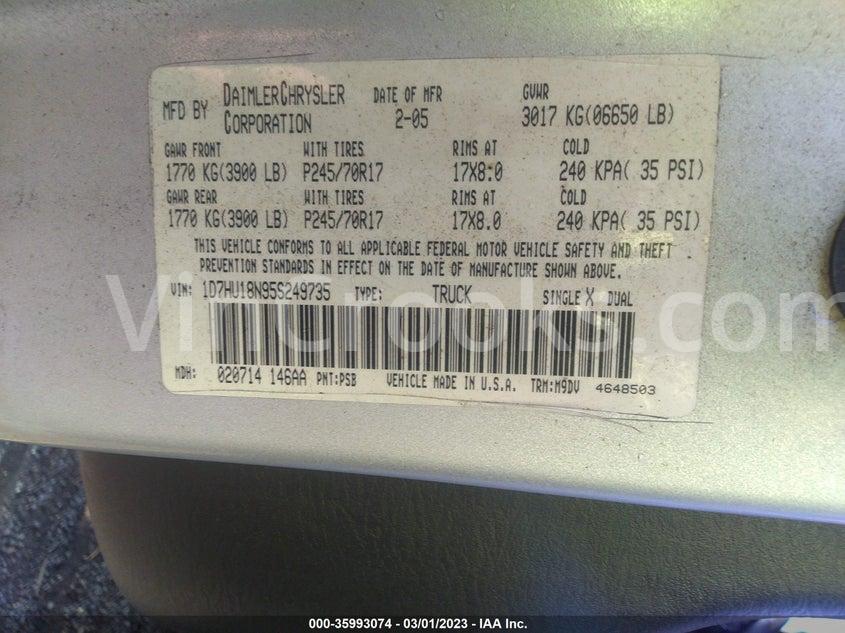 MFD BY DAIMLERCHRYSLER CORPORATION DATE OF MFR 2-05 GVWR 3017 KG(06650 LB)
GAWR FRONT WITH TIRES RIMS AT COLD
1770 KG(3900 LB) P245/70R17 17X8.0 240 KPA( 35 PSI)
GAWR REAR WITH TIRES RIMS AT COLD
1770 KG(3900 LB) P245/70R17 17X8.0 240 KPA( 35 PSI)
THIS VEHICLE CONFORMS TO ALL APPLICABLE FEDERAL MOTOR VEHICLE SAFETY AND THEFT
PREVENTION STANDARDS IN EFFECT ON THE DATE OF MANUFACTURE SHOWN ABOVE.
VIN: 1D7HU18N95S249735 TYPE: TRUCK SINGLE X DUAL
VinCrooks.com
MDH: 020714 146AA PNT:PSB VEHICLE MADE IN U.S.A. TRM:M9DV 4648503
000-35993074 / 03/01/2023 - IAA Inc.